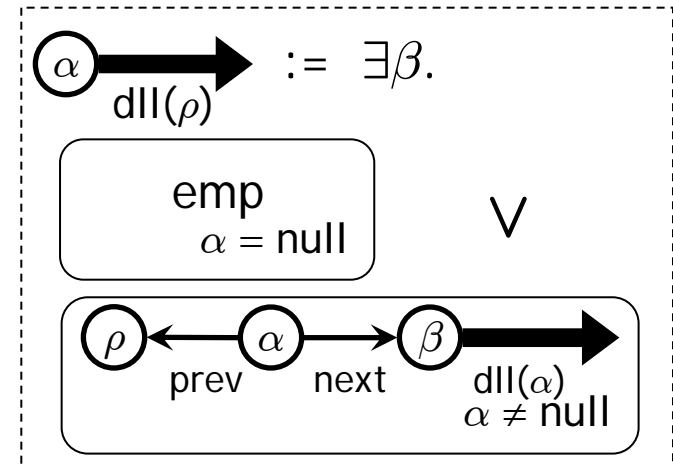 α := ∃β.
dll(ρ)
emp
α = null
∨
ρ α β
prev next dll(α)
α ≠ null